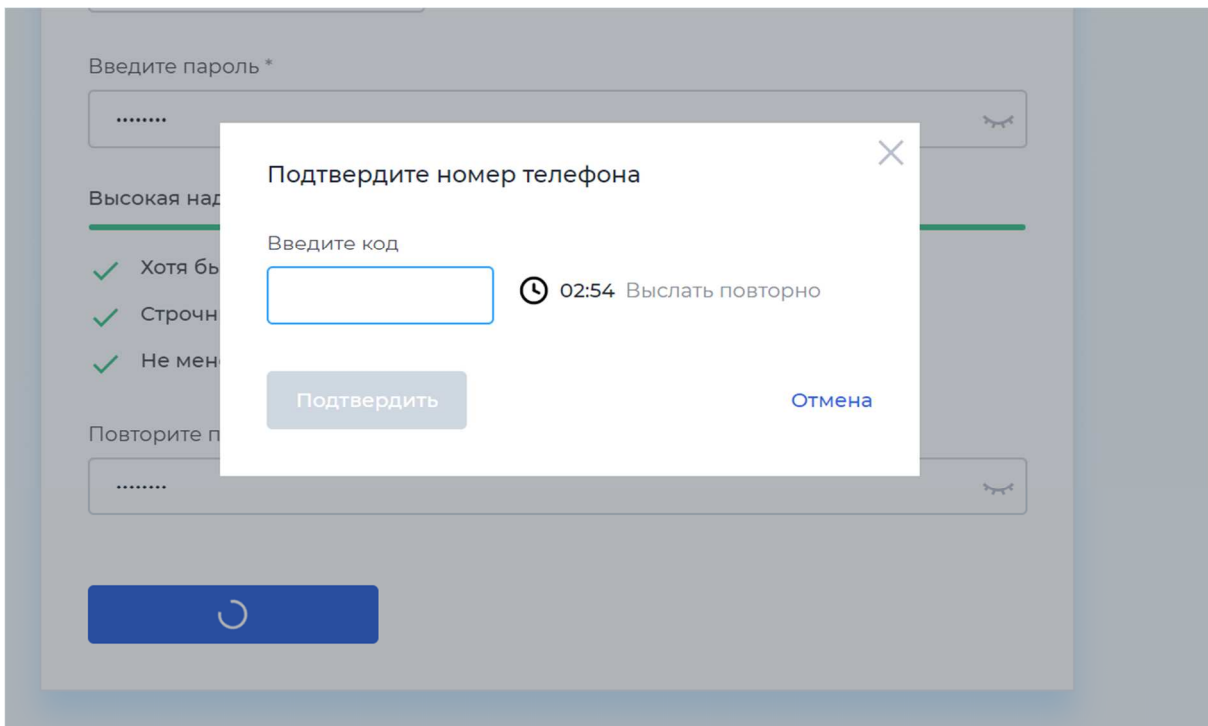 Введите пароль *
••••••••
Подтвердите номер телефона
Высокая над
Введите код
Хотя бы
02:54 Выслать повторно
Строчн
Не мен
Подтвердить
Отмена
Повторите п
••••••••